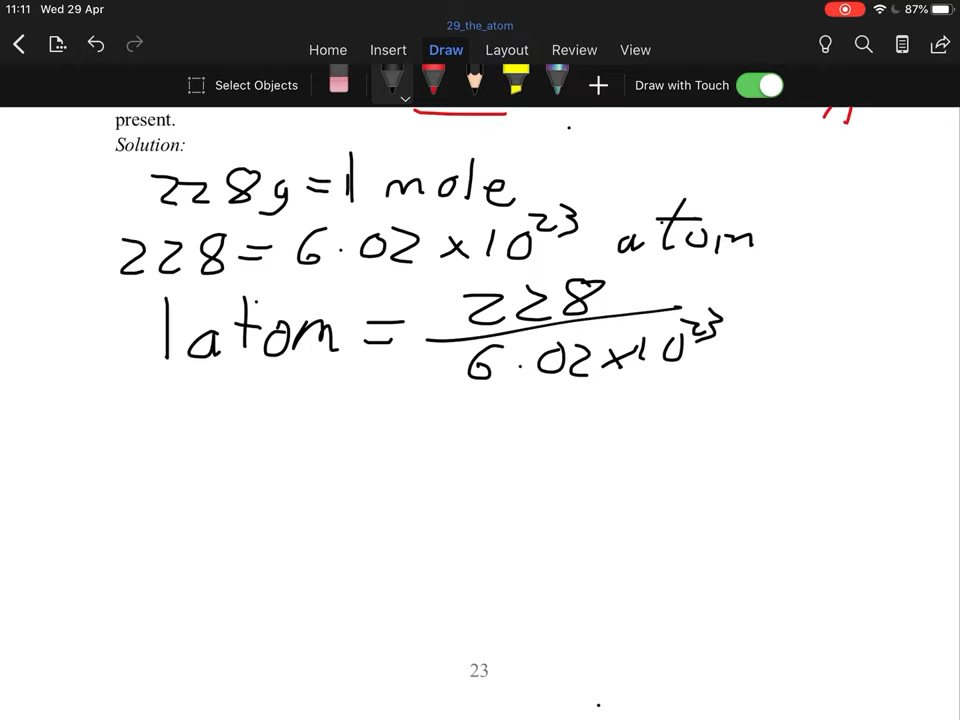 11:11 Wed 29 Apr 87%
29_the_atom
Home Insert Draw Layout Review View
Select Objects Draw with Touch
present.
Solution:
228g = 1 mole
228 = 6.02 × 10²³ atom
1 atom = 228
6.02 × 10²³
23